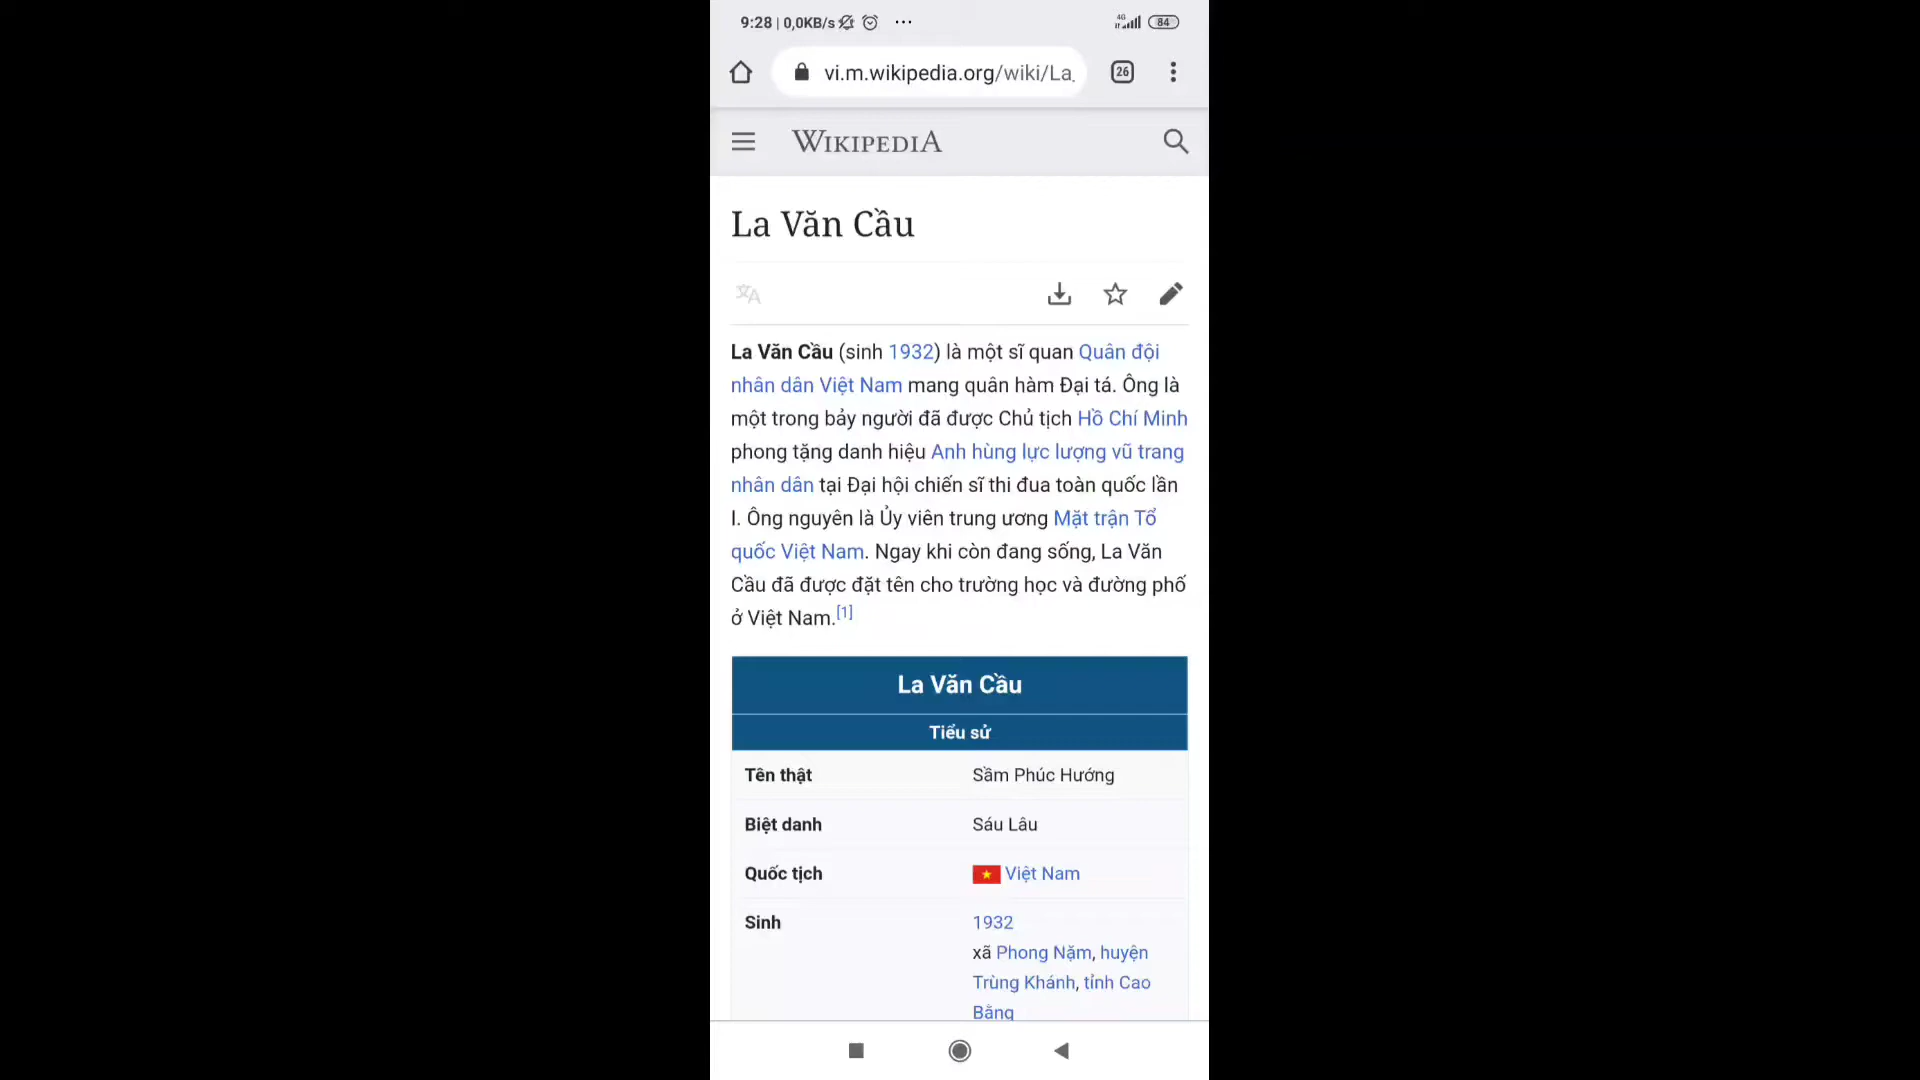 9:28 | 0,0KB/s
4G
84
vi.m.wikipedia.org/wiki/La_
26
WIKIPEDIA
La Văn Cầu
La Văn Cầu (sinh 1932) là một sĩ quan Quân đội
nhân dân Việt Nam mang quân hàm Đại tá. Ông là
một trong bảy người đã được Chủ tịch Hồ Chí Minh
phong tặng danh hiệu Anh hùng lực lượng vũ trang
nhân dân tại Đại hội chiến sĩ thi đua toàn quốc lần
I. Ông nguyên là Ủy viên trung ương Mặt trận Tổ
quốc Việt Nam. Ngay khi còn đang sống, La Văn
Cầu đã được đặt tên cho trường học và đường phố
ở Việt Nam.[1]
La Văn Cầu
Tiểu sử
Tên thật Sầm Phúc Hướng
Biệt danh Sáu Lâu
Quốc tịch Việt Nam
Sinh 1932
xã Phong Nặm, huyện
Trùng Khánh, tỉnh Cao
Bằng